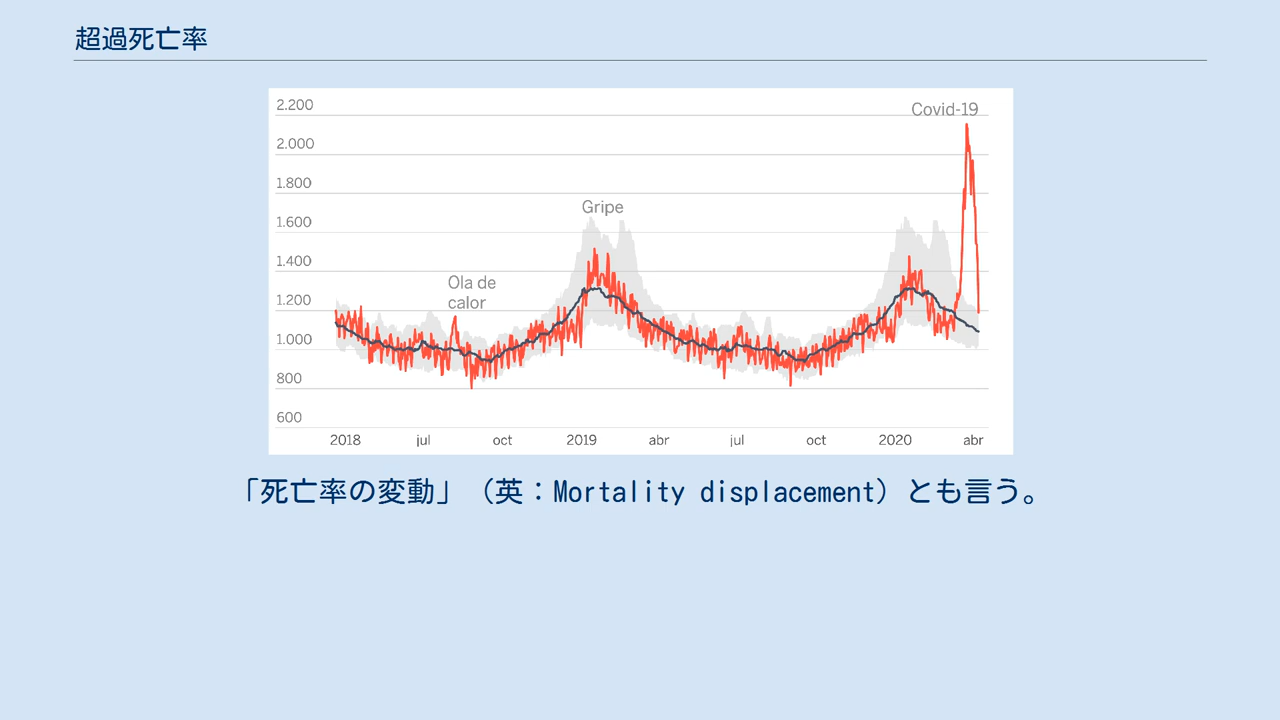 超過死亡率
2.200
Covid-19
2.000
1.800
Gripe
1.600
1.400
Ola de
calor
1.200
1.000
800
600
2018 jul oct 2019 abr jul oct 2020 abr
「死亡率の変動」（英：Mortality displacement）とも言う。